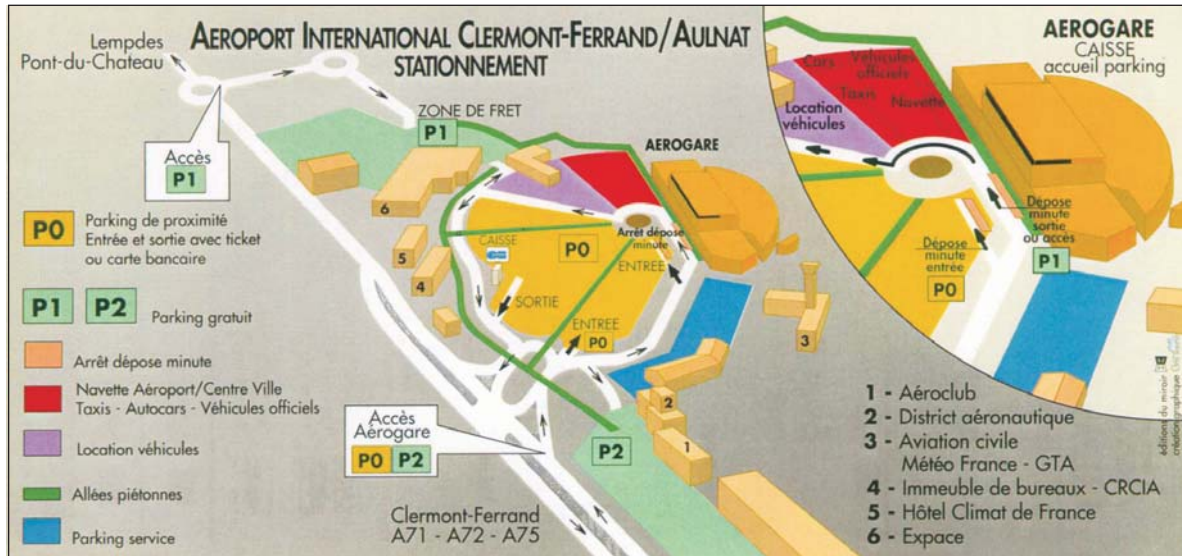 AEROPORT INTERNATIONAL CLERMONT-FERRAND/AULNAT
STATIONNEMENT
Lempdes
Pont-du-Chateau
Accès
P1
ZONE DE FRET
P1
AEROGARE
P0
Parking de proximité
Entrée et sortie avec ticket
ou carte bancaire
P1 P2 Parking gratuit
Arrêt dépose minute
Navette Aéroport/Centre Ville
Taxis - Autocars - Véhicules officiels
Location véhicules
Allées piétonnes
Parking service
6
5
4
CAISSE
P0
Arrêt dépose
minute
ENTREE
SORTIE
ENTREE
P0
3
2
1
P2
Accès
Aérogare
P0 P2
Clermont-Ferrand
A71 - A72 - A75
AEROGARE
CAISSE
accueil parking
Cars
Véhicules
officiels
Taxis
Navette
Location
véhicules
Dépose
minute
sortie
ou accès
P1
Dépose
minute
entrée
P0
1 - Aéroclub
2 - District aéronautique
3 - Aviation civile
Météo France - GTA
4 - Immeuble de bureaux - CRCIA
5 - Hôtel Climat de France
6 - Expace
éditions du miroir